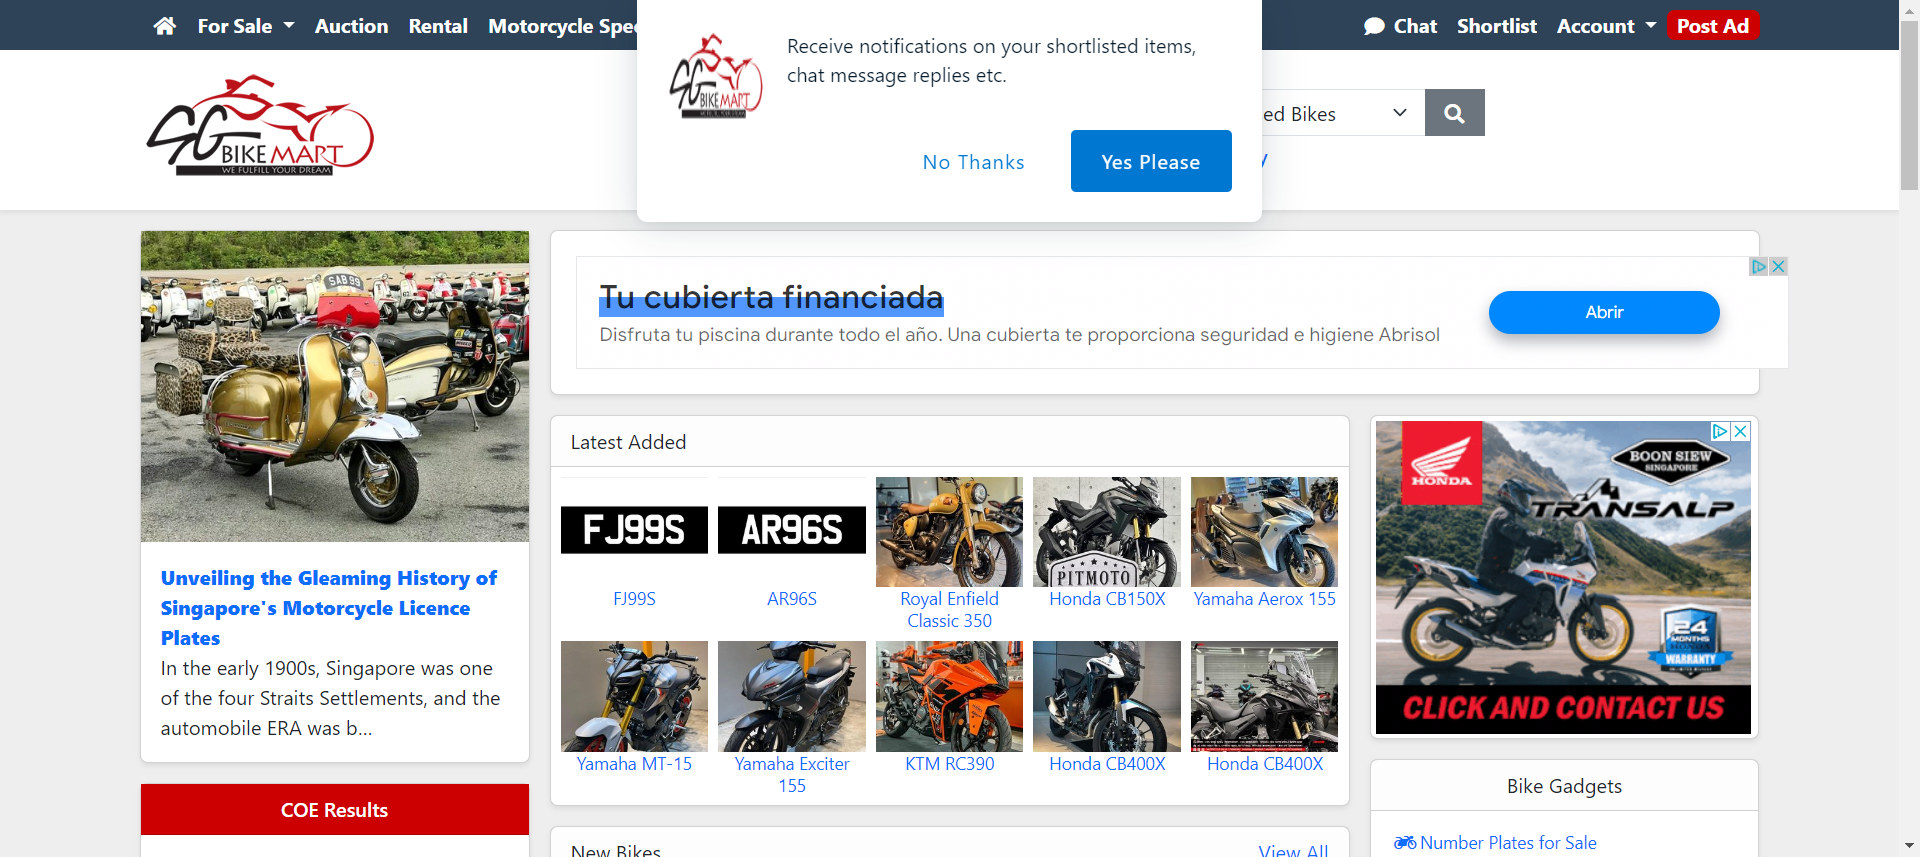 For Sale
Auction
Rental
Motorcycle Spe
Chat
Shortlist
Account
Post Ad
SG BIKE MART
WE FULFILL YOUR DREAM
SG BIKE MART
Receive notifications on your shortlisted items,
chat message replies etc.
No Thanks
Yes Please
ed Bikes
SAB 99
Unveiling the Gleaming History of
Singapore's Motorcycle Licence
Plates
In the early 1900s, Singapore was one
of the four Straits Settlements, and the
automobile ERA was b...
COE Results
Tu cubierta financiada
Disfruta tu piscina durante todo el año. Una cubierta te proporciona seguridad e higiene Abrisol
Abrir
Latest Added
FJ99S
AR96S
PITMOTO
FJ99S
AR96S
Royal Enfield
Classic 350
Honda CB150X
Yamaha Aerox 155
Yamaha MT-15
Yamaha Exciter
155
KTM RC390
Honda CB400X
Honda CB400X
New Bikes
View All
HONDA
BOON SIEW
SINGAPORE
TRANSALP
24
MONTHS
WARRANTY
CLICK AND CONTACT US
Bike Gadgets
Number Plates for Sale